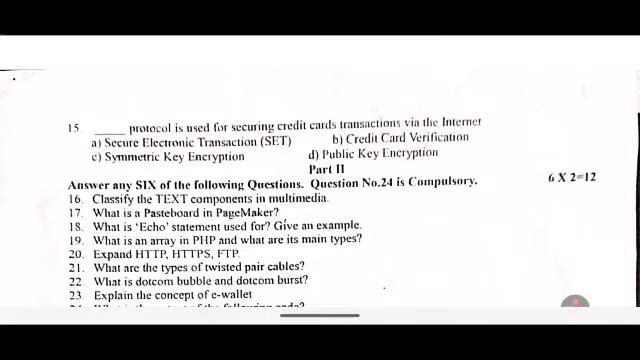 15. _____ protocol is used for securing credit cards transactions via the Internet
a) Secure Electronic Transaction (SET) b) Credit Card Verification
c) Symmetric Key Encryption d) Public Key Encryption
Part II
Answer any SIX of the following Questions. Question No.24 is Compulsory. 6 X 2=12
16. Classify the TEXT components in multimedia.
17. What is a Pasteboard in PageMaker?
18. What is 'Echo' statement used for? Give an example.
19. What is an array in PHP and what are its main types?
20. Expand HTTP, HTTPS, FTP.
21. What are the types of twisted pair cables?
22. What is dotcom bubble and dotcom burst?
23. Explain the concept of e-wallet